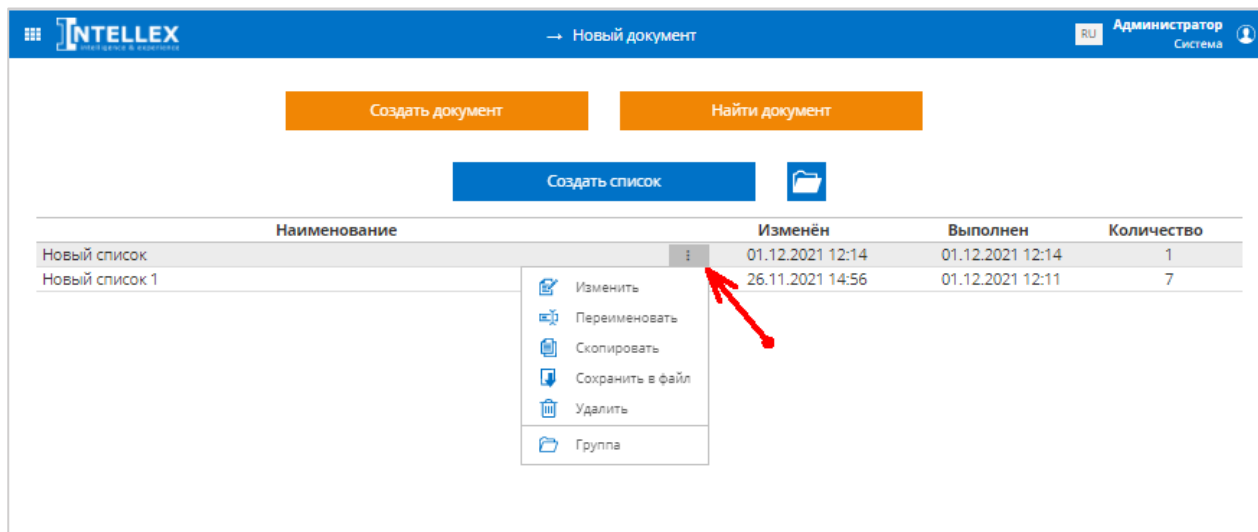 INTELLEX
intelligence & experience
→ Новый документ
RU
Администратор
Система
Создать документ
Найти документ
Создать список
Наименование Изменён Выполнен Количество
Новый список 01.12.2021 12:14 01.12.2021 12:14 1
Новый список 1 26.11.2021 14:56 01.12.2021 12:11 7
Изменить
Переименовать
Скопировать
Сохранить в файл
Удалить
Группа